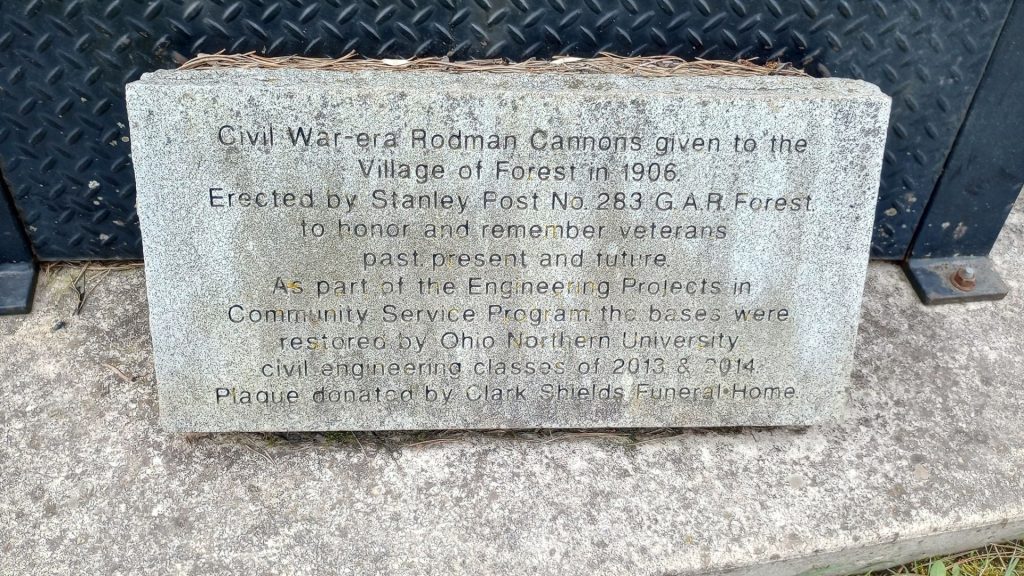 Civil War-era Rodman Cannons given to the
Village of Forest in 1906.
Erected by Stanley Post No. 283 G.A.R. Forest
to honor and remember veterans
past, present and future.
As part of the Engineering Projects in
Community Service Program, the bases were
restored by Ohio Northern University
civil engineering classes of 2013 & 2014.
Plaque donated by Clark Shields Funeral Home.